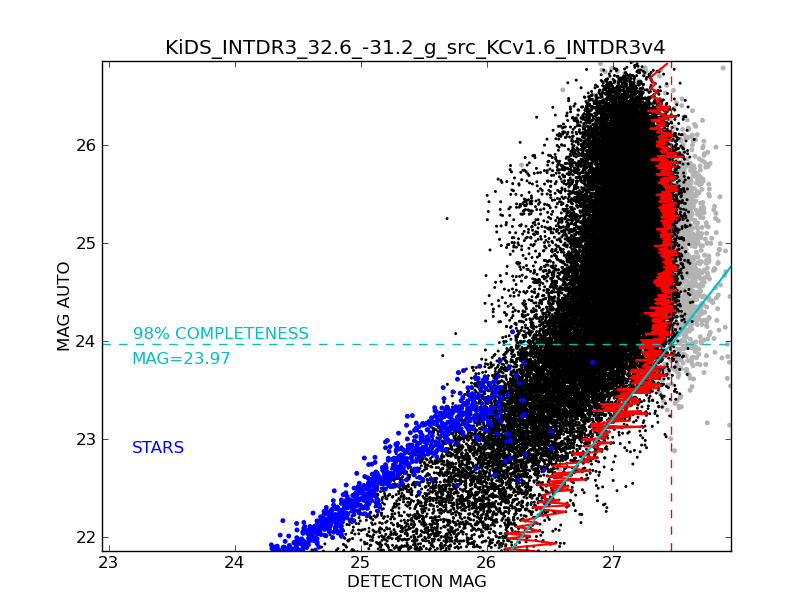 KiDS_INTDR3_32.6_-31.2_g_src_KCv1.6_INTDR3v4
26
25
24
23
22
MAG AUTO
98% COMPLETENESS
MAG=23.97
STARS
23 24 25 26 27
DETECTION MAG